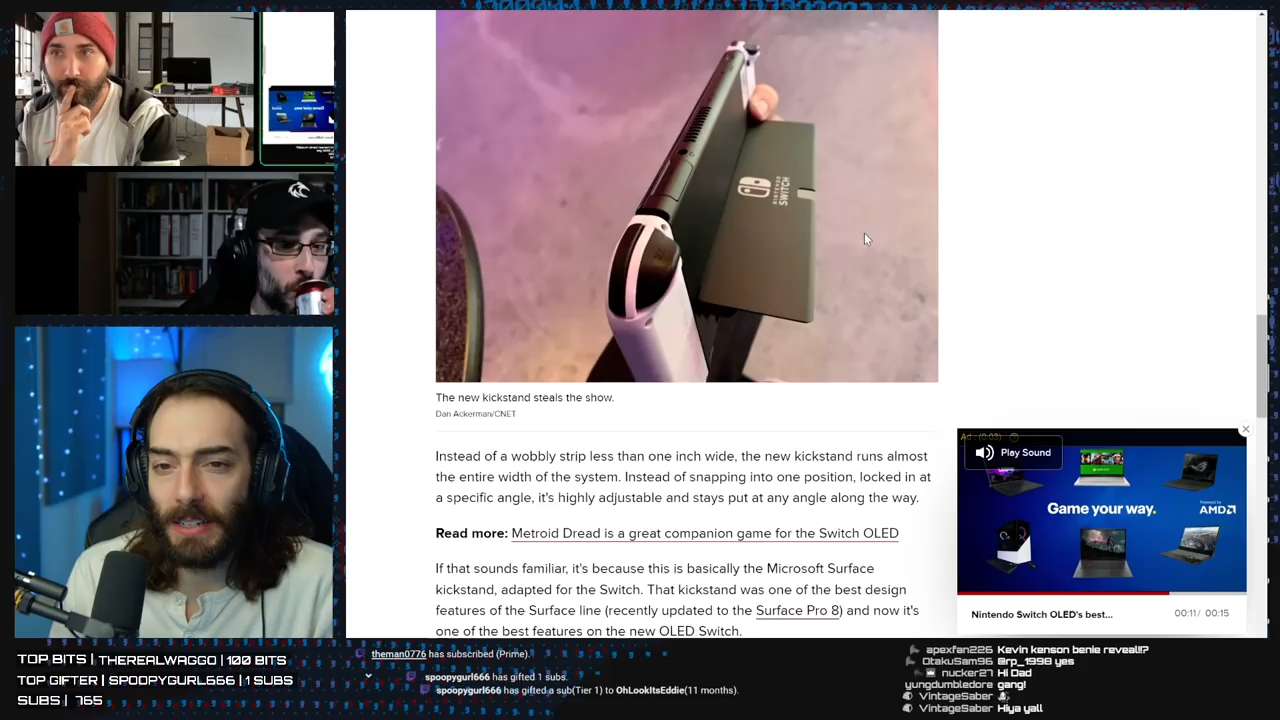 NINTENDO
SWITCH
The new kickstand steals the show.
Dan Ackerman/CNET
Instead of a wobbly strip less than one inch wide, the new kickstand runs almost
the entire width of the system. Instead of snapping into one position, locked in at
a specific angle, it's highly adjustable and stays put at any angle along the way.
Read more: Metroid Dread is a great companion game for the Switch OLED
If that sounds familiar, it's because this is basically the Microsoft Surface
kickstand, adapted for the Switch. That kickstand was one of the best design
features of the Surface line (recently updated to the Surface Pro 8) and now it's
one of the best features on the new OLED Switch.
Ad : (0:03)
Play Sound
Game your way.
Powered by
AMD
Nintendo Switch OLED's best...
00:11 / 00:15
TOP BITS | THEREALWAGGO | 100 BITS
TOP GIFTER | SPOOPYGURL666 | 1 SUBS
SUBS | 765
theman0776 has subscribed (Prime).
spoopygurl666 has gifted 1 subs.
spoopygurl666 has gifted a sub(Tier 1) to OhLookItsEddie(11 months).
apexfan226 Kevin kenson benie reveal!?
OtakuSam96 @rp_1998 yes
nucker27 Hi Dad
yungdumbledore gang!
VintageSaber
VintageSaber Hiya yall